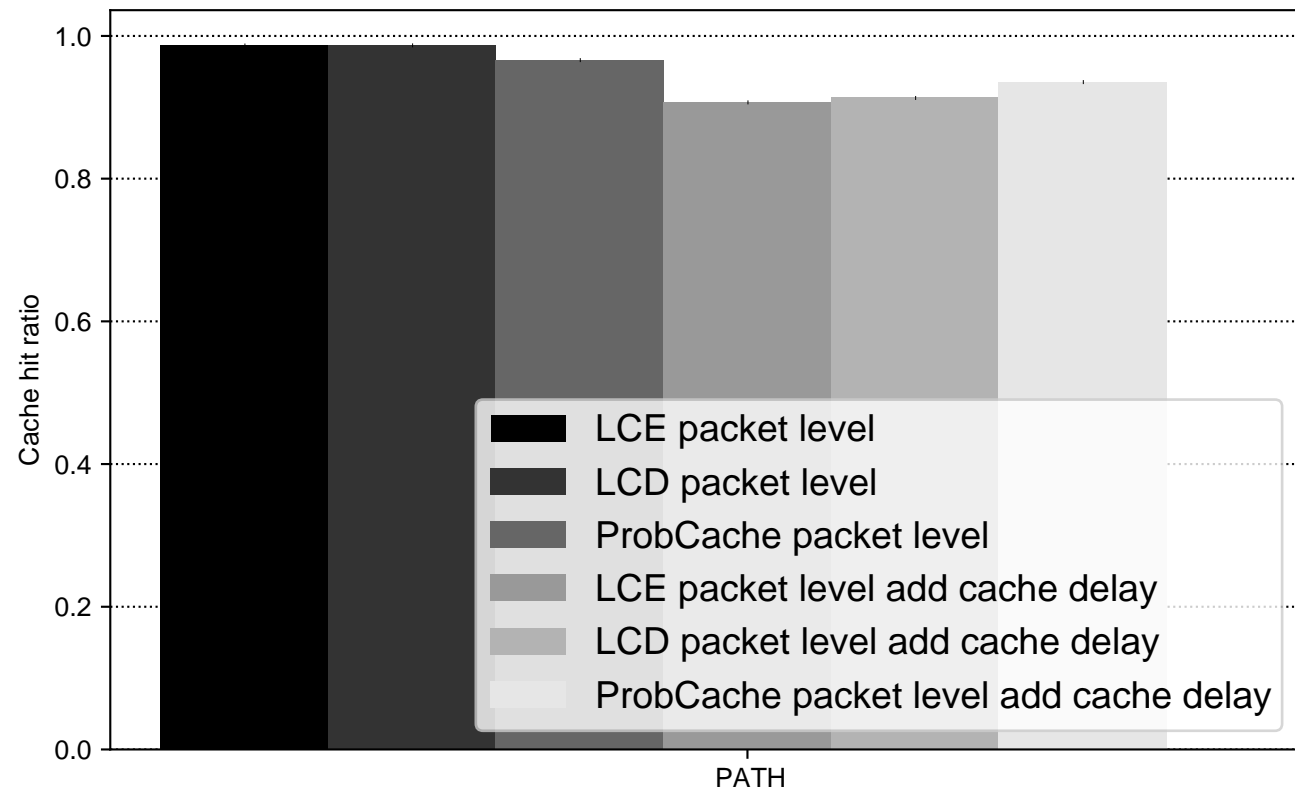 1.0
0.8
0.6
0.4
0.2
0.0
Cache hit ratio
LCE packet level
LCD packet level
ProbCache packet level
LCE packet level add cache delay
LCD packet level add cache delay
ProbCache packet level add cache delay
PATH